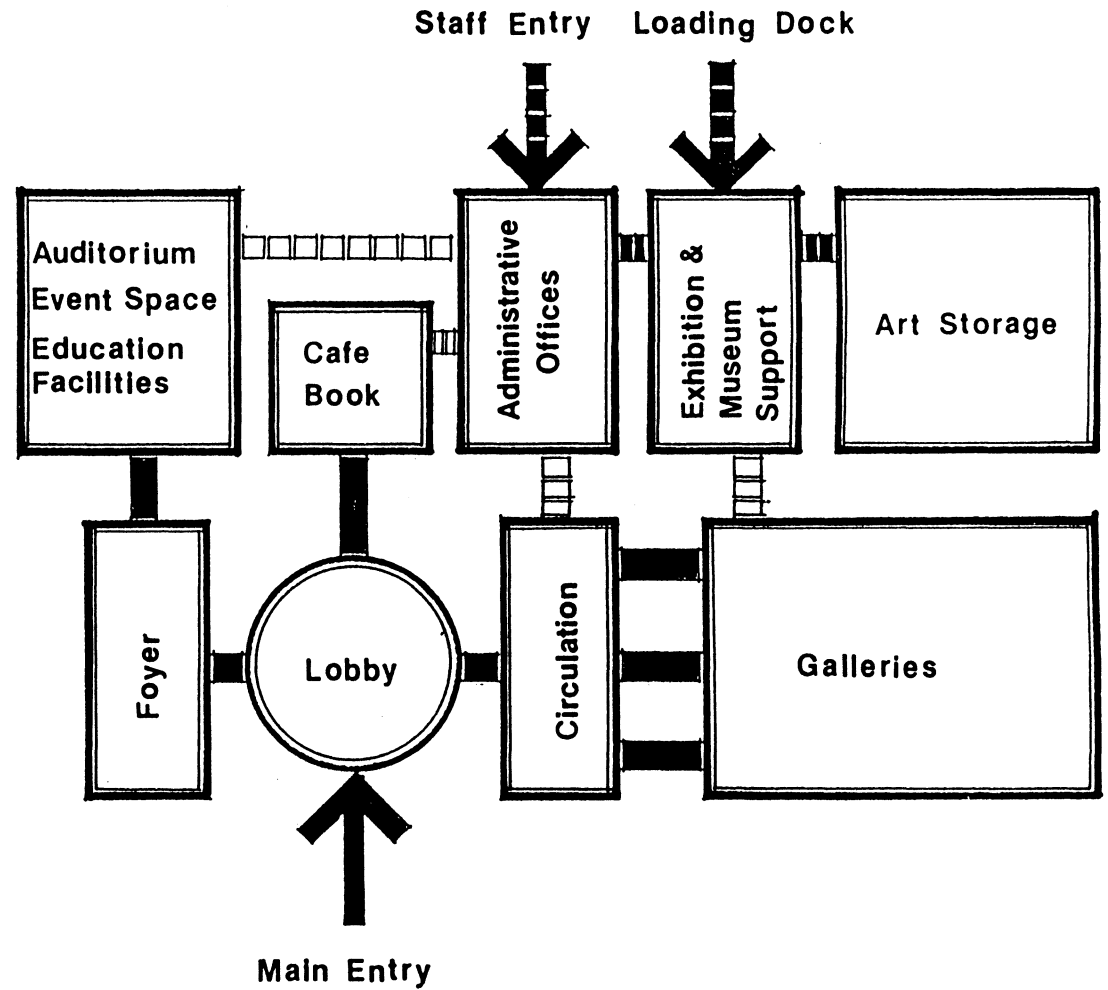 Staff Entry
Loading Dock
Auditorium
Event Space
Education
Facilities
Cafe
Book
Administrative
Offices
Exhibition &
Museum
Support
Art Storage
Foyer
Lobby
Circulation
Galleries
Main Entry